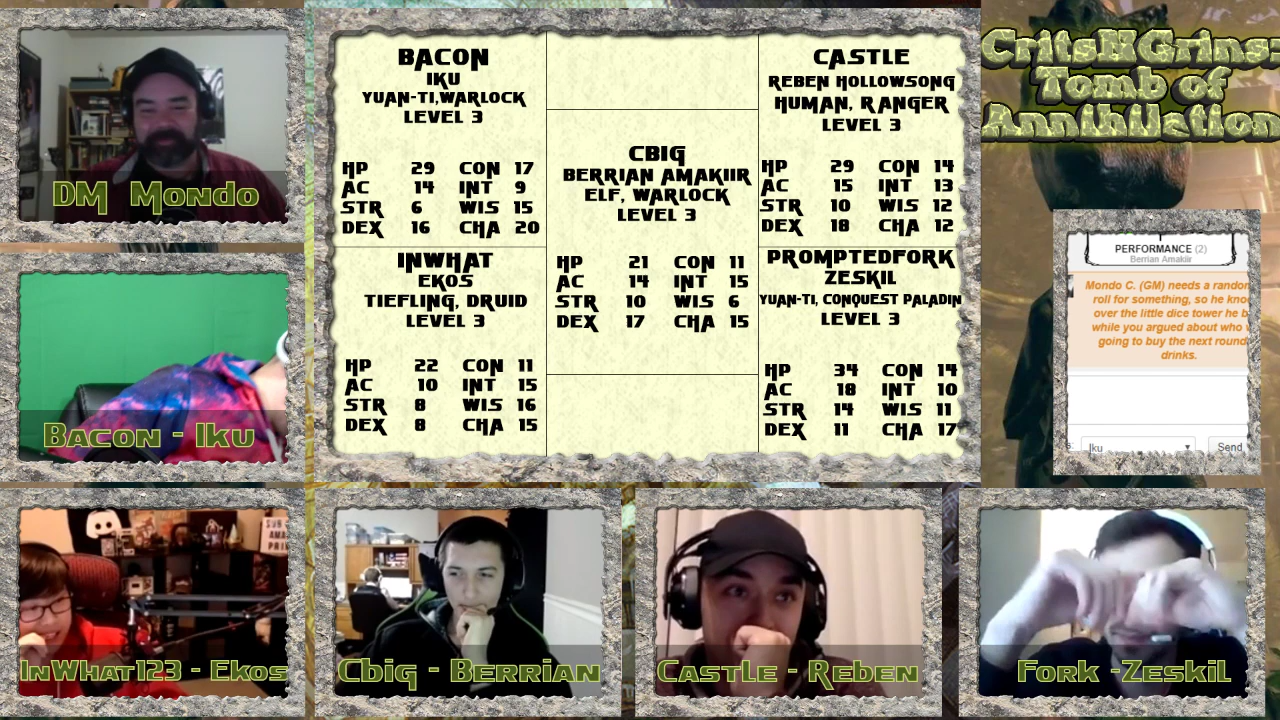 DM Mondo
Bacon - Iku
BACON
IKU
YUAN-TI,WARLOCK
LEVEL 3
HP 29 CON 17
AC 14 INT 9
STR 6 WIS 15
DEX 16 CHA 20
INWHAT
EKOS
TIEFLING, DRUID
LEVEL 3
HP 22 CON 11
AC 10 INT 15
STR 8 WIS 16
DEX 8 CHA 15
CBIG
BERRIAN AMAKIIR
ELF, WARLOCK
LEVEL 3
HP 21 CON 11
AC 14 INT 15
STR 10 WIS 6
DEX 17 CHA 15
CASTLE
REBEN HOLLOWSONG
HUMAN, RANGER
LEVEL 3
HP 29 CON 14
AC 15 INT 13
STR 10 WIS 12
DEX 18 CHA 12
PROMPTEDFORK
ZESKIL
YUAN-TI, CONQUEST PALADIN
LEVEL 3
HP 34 CON 14
AC 18 INT 10
STR 14 WIS 11
DEX 11 CHA 17
CritsNGrins:
Tomb of
Annihilation
PERFORMANCE (2)
Berrian Amakiir
Mondo C. (GM) needs a random
roll for something, so he
over the little dice tower he
while you argued about who
going to buy the next round
drinks.
Iku Send
InWhat123 - Ekos
SUB
AMA
PRI
Cbig - Berrian
Castle - Reben
Fork -Zeskil